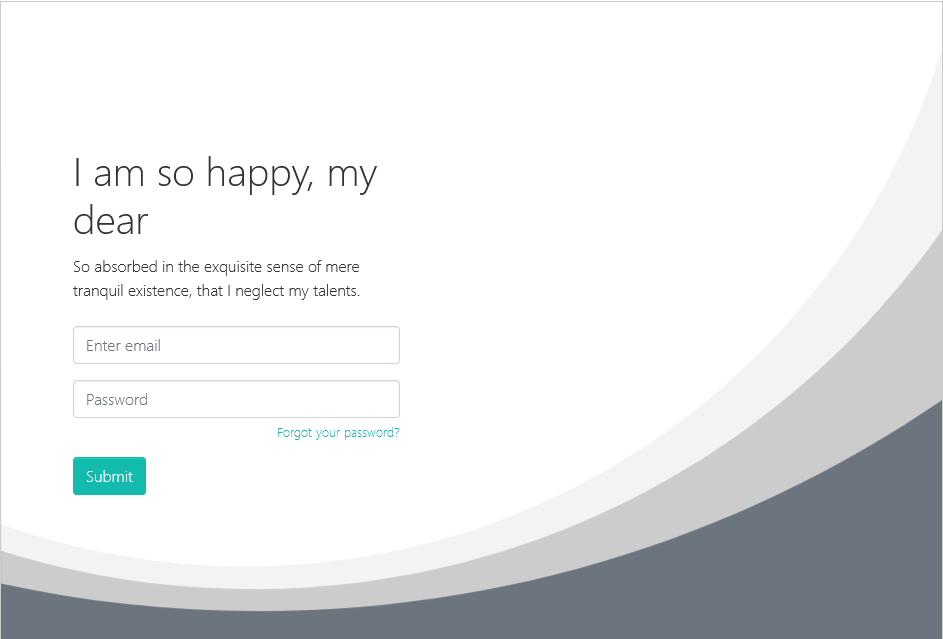 I am so happy, my
dear
So absorbed in the exquisite sense of mere
tranquil existence, that I neglect my talents.
Enter email
Password
Forgot your password?
Submit